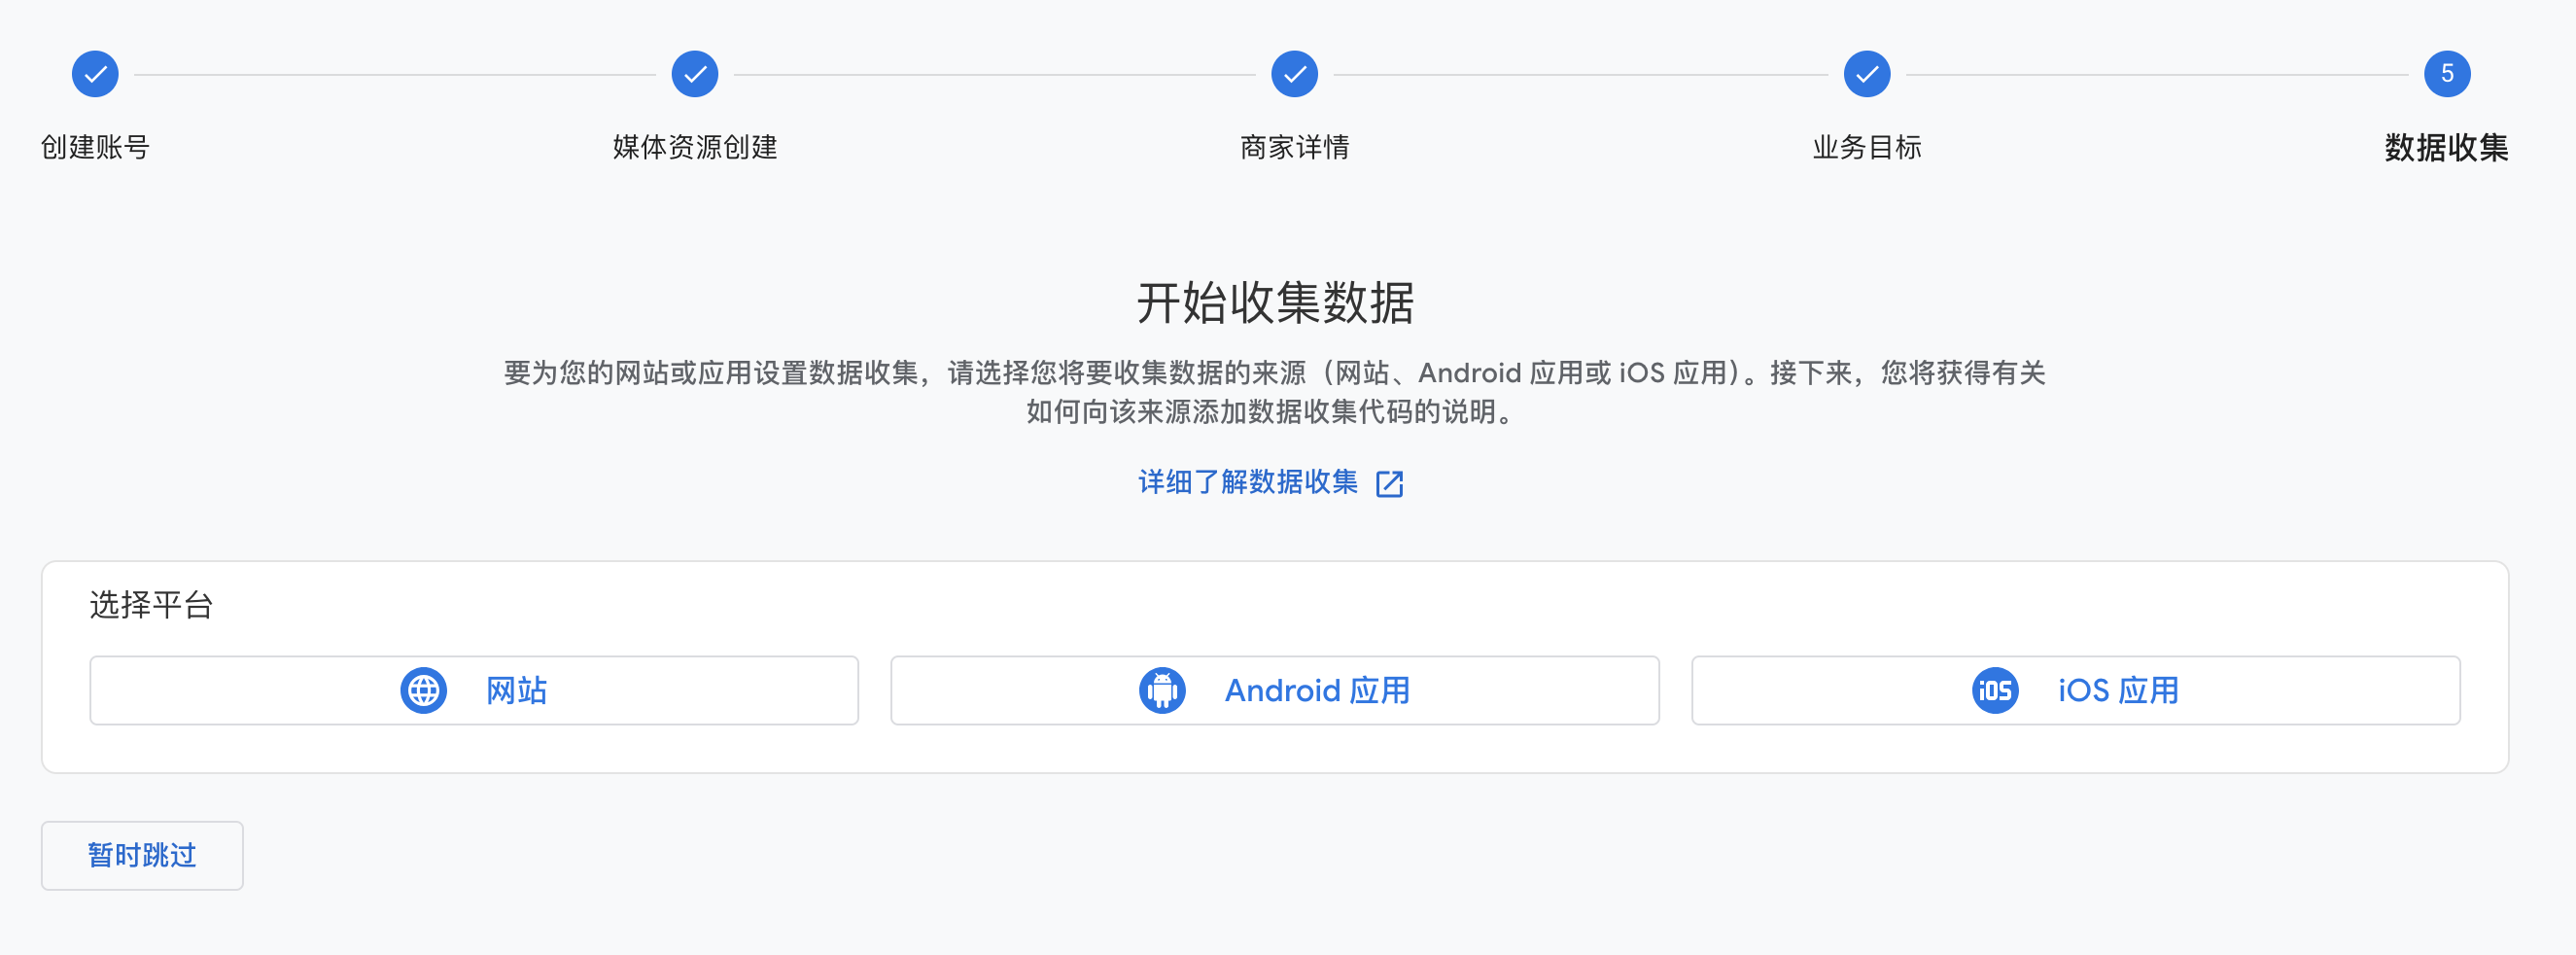 5
创建账号
媒体资源创建
商家详情
业务目标
数据收集
开始收集数据
要为您的网站或应用设置数据收集，请选择您将要收集数据的来源（网站、Android 应用或 iOS 应用）。接下来，您将获得有关
如何向该来源添加数据收集代码的说明。
详细了解数据收集
选择平台
网站
Android 应用
iOS
iOS 应用
暂时跳过